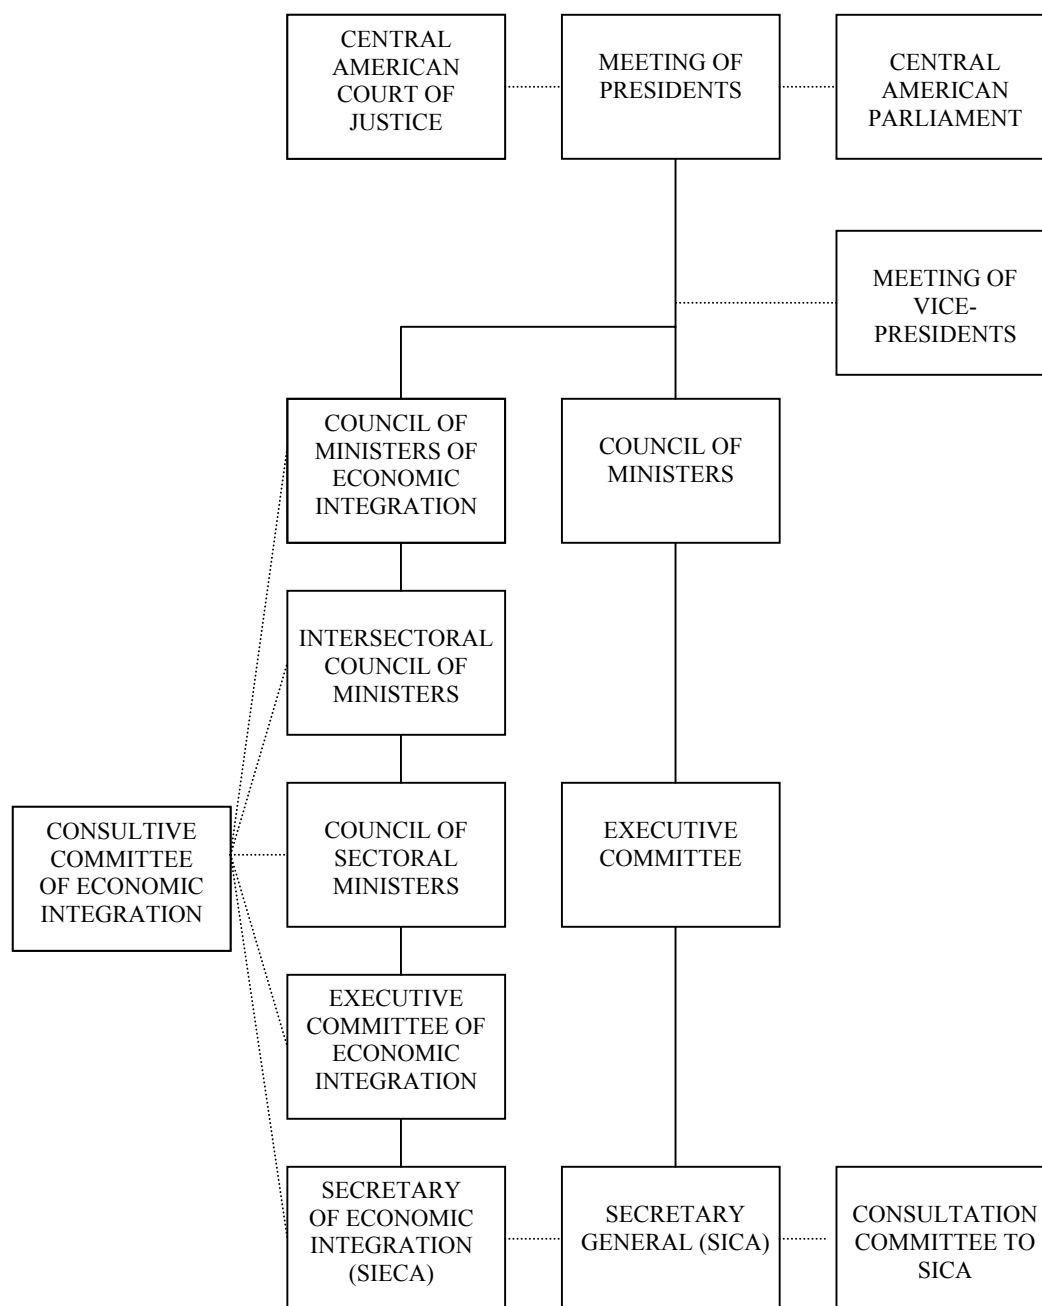 CENTRAL
AMERICAN
COURT OF
JUSTICE
MEETING OF
PRESIDENTS
CENTRAL
AMERICAN
PARLIAMENT
MEETING OF
VICE-
PRESIDENTS
COUNCIL OF
MINISTERS OF
ECONOMIC
INTEGRATION
COUNCIL OF
MINISTERS
INTERSECTORAL
COUNCIL OF
MINISTERS
CONSULTIVE
COMMITTEE
OF ECONOMIC
INTEGRATION
COUNCIL OF
SECTORAL
MINISTERS
EXECUTIVE
COMMITTEE
EXECUTIVE
COMMITTEE OF
ECONOMIC
INTEGRATION
SECRETARY
OF ECONOMIC
INTEGRATION
(SIECA)
SECRETARY
GENERAL (SICA)
CONSULTATION
COMMITTEE TO
SICA